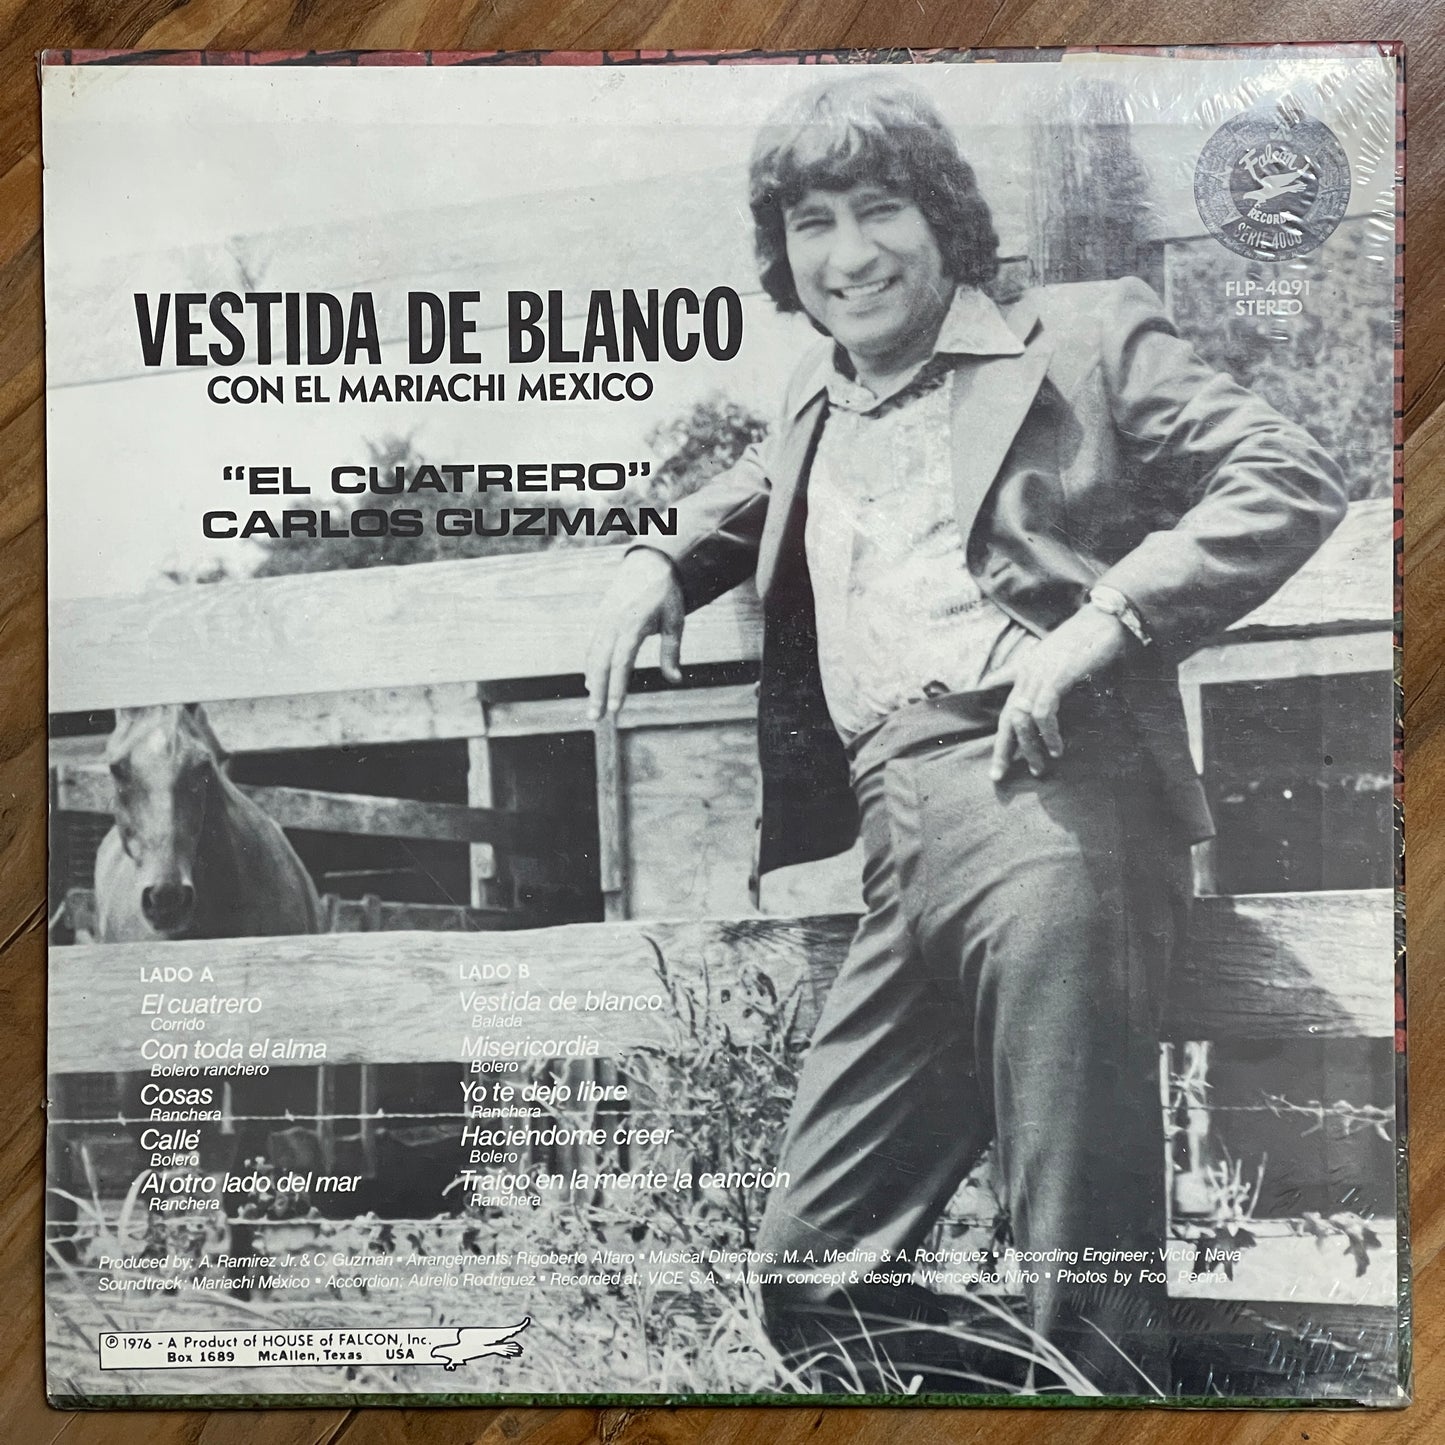 Falcon
RECORDS
SERIE 4000
FLP-4091
STEREO
VESTIDA DE BLANCO
CON EL MARIACHI MEXICO
"EL CUATRERO"
CARLOS GUZMAN
LADO A
El cuatrero
Corrido
Con toda el alma
Bolero ranchero
Cosas
Ranchera
Calle'
Bolero
Al otro lado del mar
Ranchera
LADO B
Vestida de blanco
Balada
Misericordia
Bolero
Yo te dejo libre
Ranchera
Haciéndome creer
Bolero
Traigo en la mente la canción
Ranchera
Produced by; A. Ramirez Jr. & C. Guzmán • Arrangements; Rigoberto Alfaro • Musical Directors; M. A. Medina & A. Rodriguez • Recording Engineer; Victor Nava
Soundtrack; Mariachi México • Accordion; Aurelio Rodriguez • Recorded at; VICE S.A. • Album concept & design; Wenceslao Niño • Photos by Fco. Pecina
℗ 1976 - A Product of HOUSE of FALCON, Inc.
Box 1689 McAllen, Texas USA